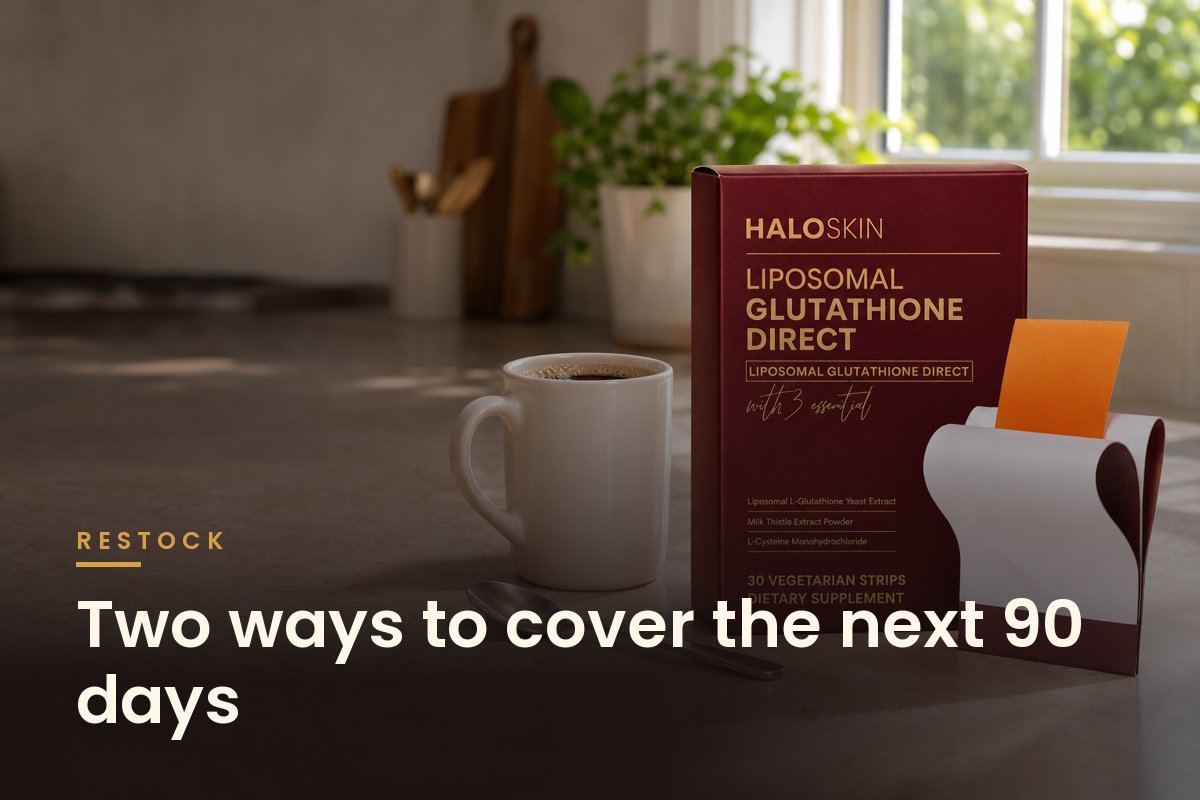 HALOSKIN
LIPOSOMAL
GLUTATHIONE
DIRECT
LIPOSOMAL GLUTATHIONE DIRECT
with 3 essential
Liposomal L-Glutathione Yeast Extract
Milk Thistle Extract Powder
L-Cysteine Monohydrochloride
30 VEGETARIAN STRIPS
DIETARY SUPPLEMENT
RESTOCK
Two ways to cover the next 90
days